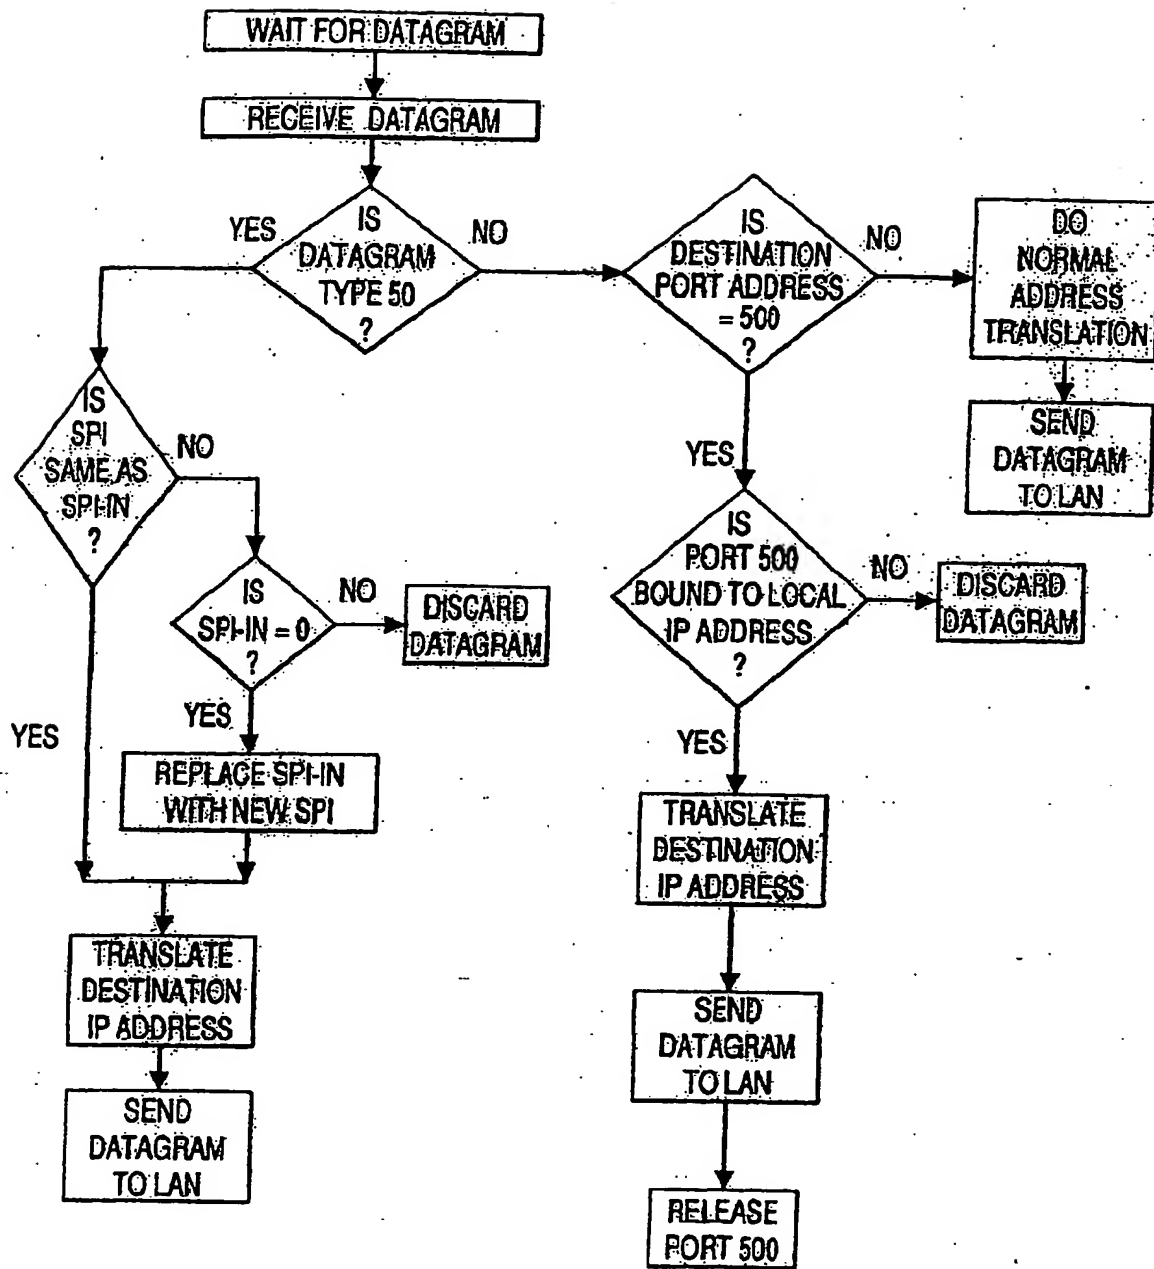 WAIT FOR DATAGRAM
RECEIVE DATAGRAM
IS
DATAGRAM
TYPE 50
?
YES
NO
IS
DESTINATION
PORT ADDRESS
= 500
?
NO
DO
NORMAL
ADDRESS
TRANSLATION
SEND
DATAGRAM
TO LAN
IS
SPI
SAME AS
SPI-IN
?
NO
YES
IS
SPI-IN = 0
?
NO
DISCARD
DATAGRAM
YES
REPLACE SPI-IN
WITH NEW SPI
TRANSLATE
DESTINATION
IP ADDRESS
SEND
DATAGRAM
TO LAN
YES
IS
PORT 500
BOUND TO LOCAL
IP ADDRESS
?
NO
DISCARD
DATAGRAM
YES
TRANSLATE
DESTINATION
IP ADDRESS
SEND
DATAGRAM
TO LAN
RELEASE
PORT 500